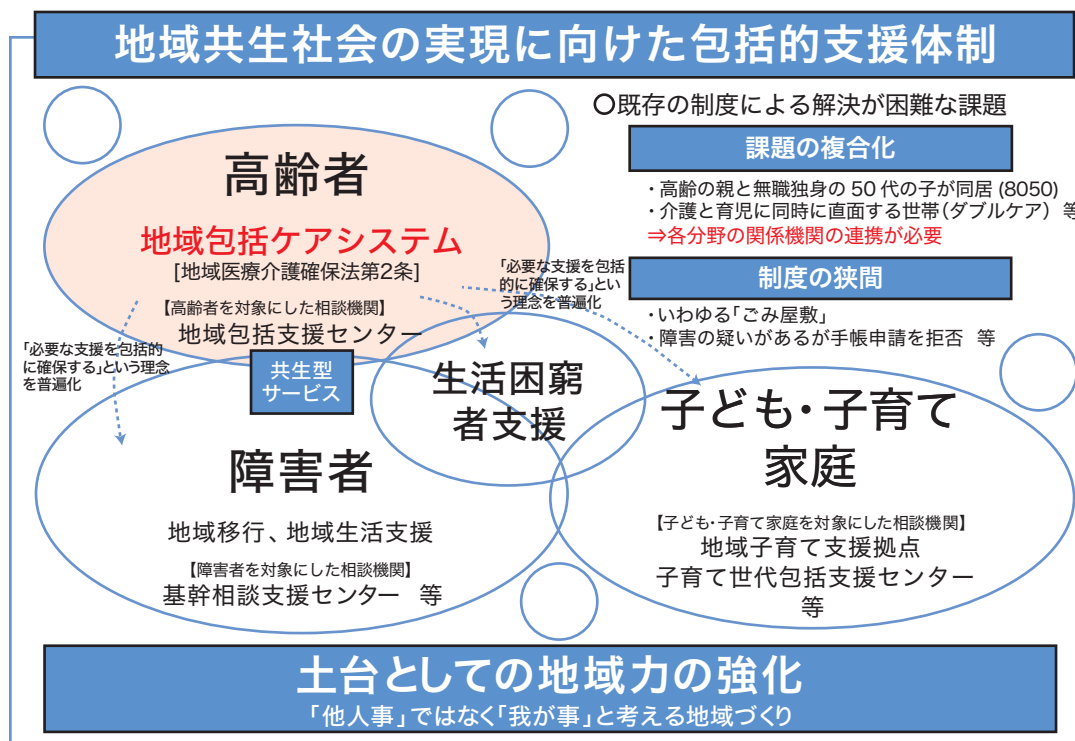 地域共生社会の実現に向けた包括的支援体制
〇既存の制度による解決が困難な課題
課題の複合化
・高齢の親と無職独身の 50 代の子が同居 (8050)
・介護と育児に同時に直面する世帯(ダブルケア) 等
⇒各分野の関係機関の連携が必要
制度の狭間
・いわゆる「ごみ屋敷」
・障害の疑いがあるが手帳申請を拒否 等
高齢者
地域包括ケアシステム
[地域医療介護確保法第2条]
【高齢者を対象にした相談機関】
地域包括支援センター
「必要な支援を包括
的に確保する」とい
う理念を普遍化
「必要な支援を包括的
に確保する」という理念
を普遍化
共生型
サービス
生活困窮
者支援
障害者
地域移行、地域生活支援
【障害者を対象にした相談機関】
基幹相談支援センター 等
子ども・子育て
家庭
【子ども・子育て家庭を対象にした相談機関】
地域子育て支援拠点
子育て世代包括支援センター
等
土台としての地域力の強化
「他人事」ではなく「我が事」と考える地域づくり